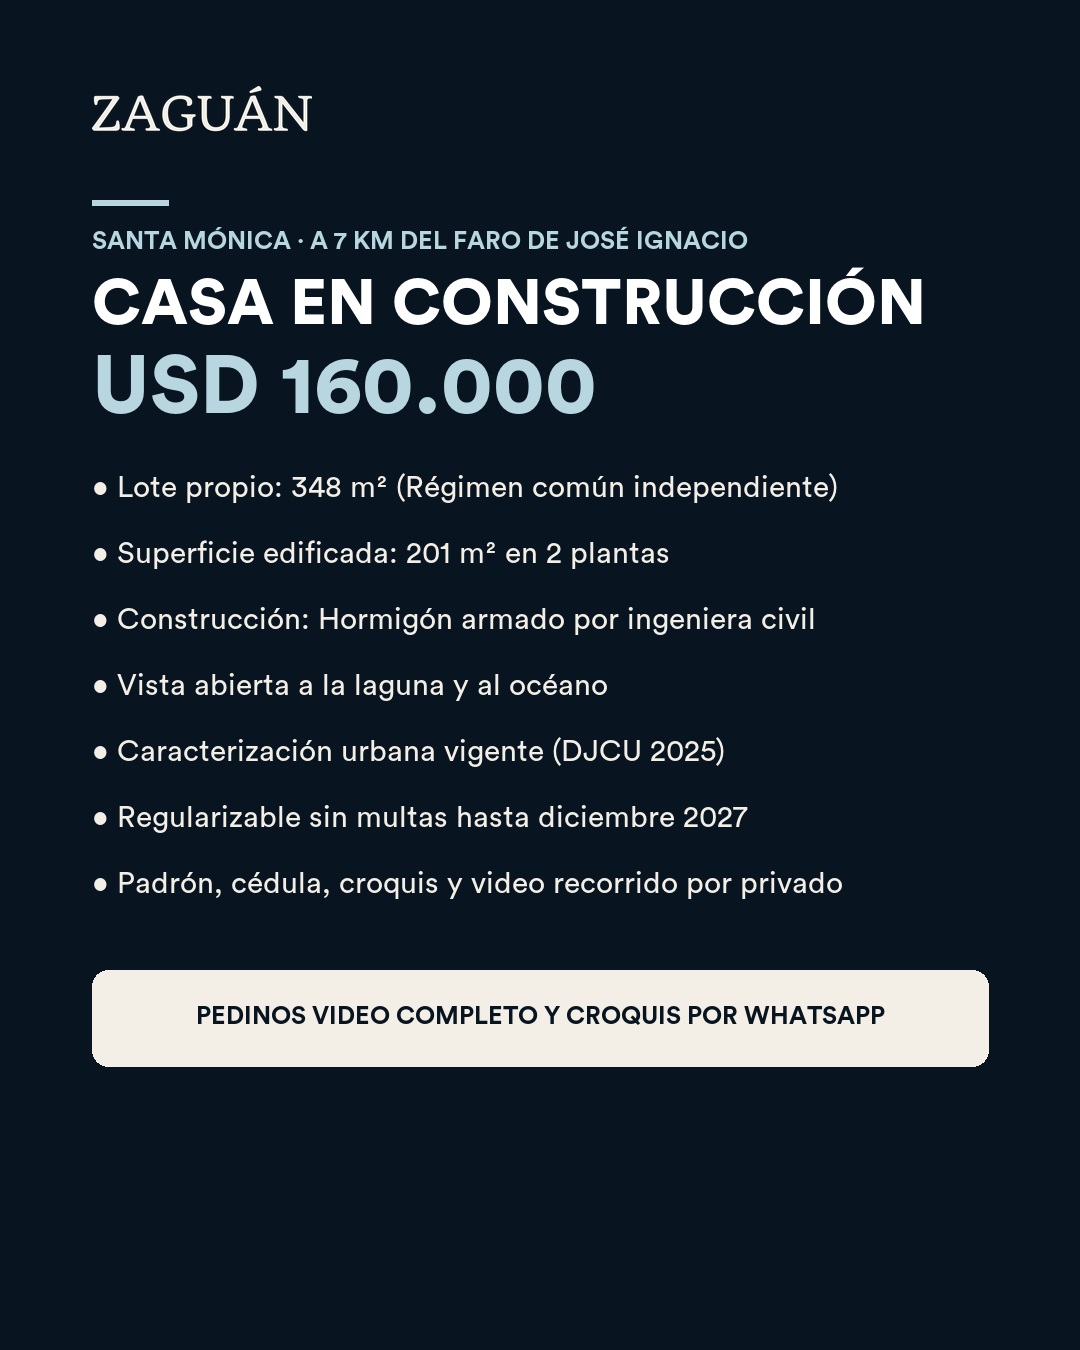 ZAGUÁN
SANTA MÓNICA · A 7 KM DEL FARO DE JOSÉ IGNACIO
CASA EN CONSTRUCCIÓN
USD 160.000
● Lote propio: 348 m² (Régimen común independiente)
● Superficie edificada: 201 m² en 2 plantas
● Construcción: Hormigón armado por ingeniera civil
● Vista abierta a la laguna y al océano
● Caracterización urbana vigente (DJCU 2025)
● Regularizable sin multas hasta diciembre 2027
● Padrón, cédula, croquis y video recorrido por privado
PEDINOS VIDEO COMPLETO Y CROQUIS POR WHATSAPP